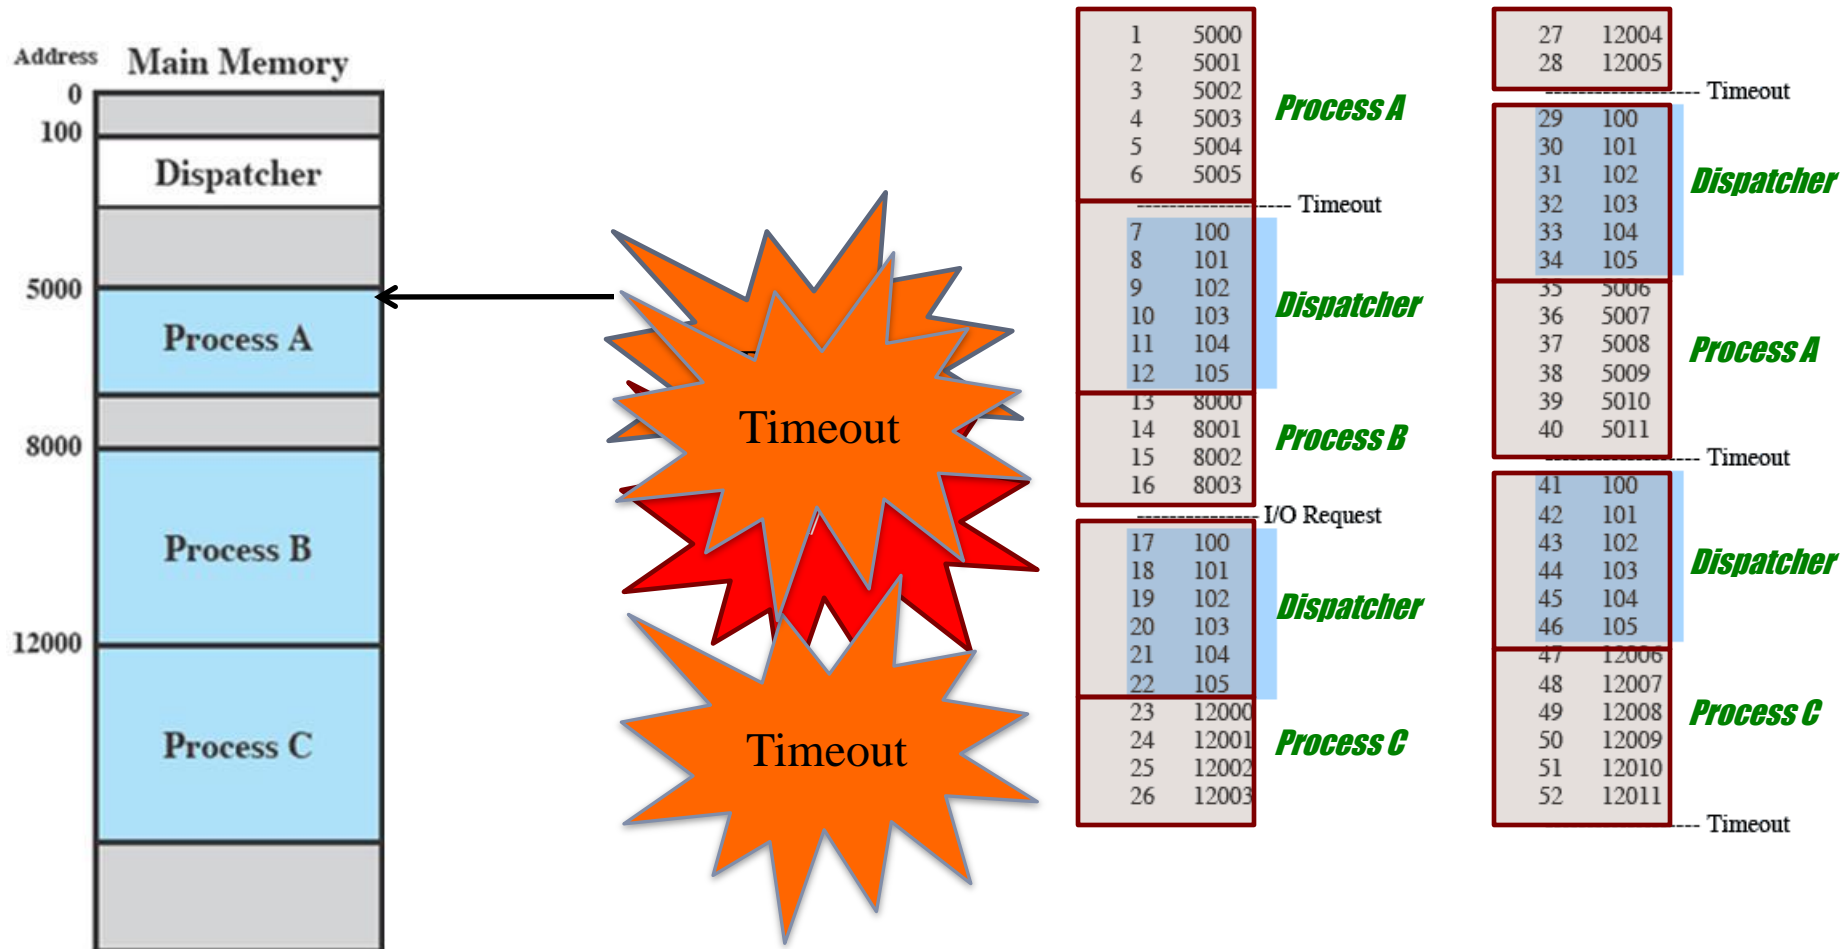 Address Main Memory
0
100
Dispatcher
5000
Process A
8000
Process B
12000
Process C
Timeout
Timeout
1 5000
2 5001
3 5002
4 5003
5 5004
6 5005
Process A
------------------- Timeout
7 100
8 101
9 102
10 103
11 104
12 105
Dispatcher
13 8000
14 8001
15 8002
16 8003
Process B
------------------- I/O Request
17 100
18 101
19 102
20 103
21 104
22 105
Dispatcher
23 12000
24 12001
25 12002
26 12003
Process C
27 12004
28 12005
------------------- Timeout
29 100
30 101
31 102
32 103
33 104
34 105
Dispatcher
35 5006
36 5007
37 5008
38 5009
39 5010
40 5011
Process A
------------------- Timeout
41 100
42 101
43 102
44 103
45 104
46 105
Dispatcher
47 12006
48 12007
49 12008
50 12009
51 12010
52 12011
Process C
------------------- Timeout